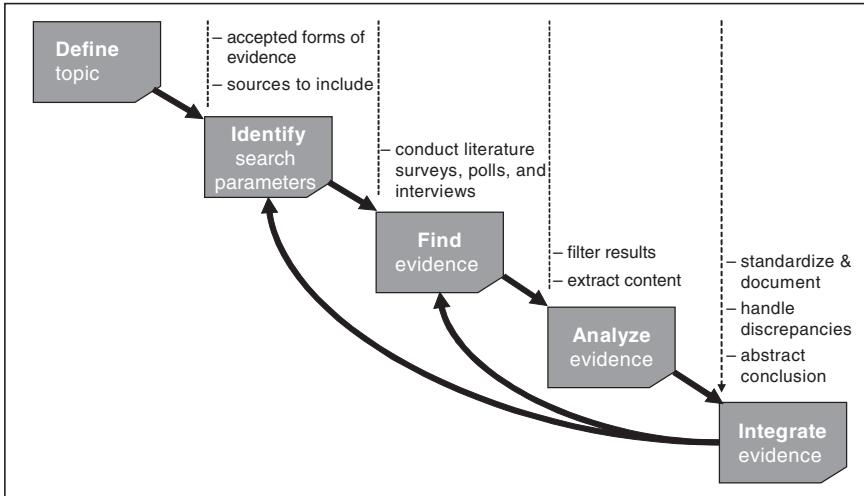 Define
topic
– accepted forms of
evidence
– sources to include
Identify
search
parameters
– conduct literature
surveys, polls, and
interviews
Find
evidence
– filter results
– extract content
Analyze
evidence
– standardize &
document
– handle
discrepancies
– abstract
conclusion
Integrate
evidence